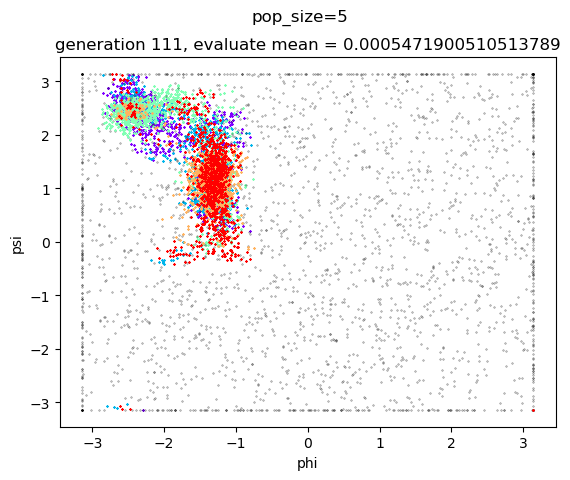 pop_size=5
generation 111, evaluate mean = 0.0005471900510513789
3
2
1
0
−1
−2
−3
psi
−3 −2 −1 0 1 2 3
phi